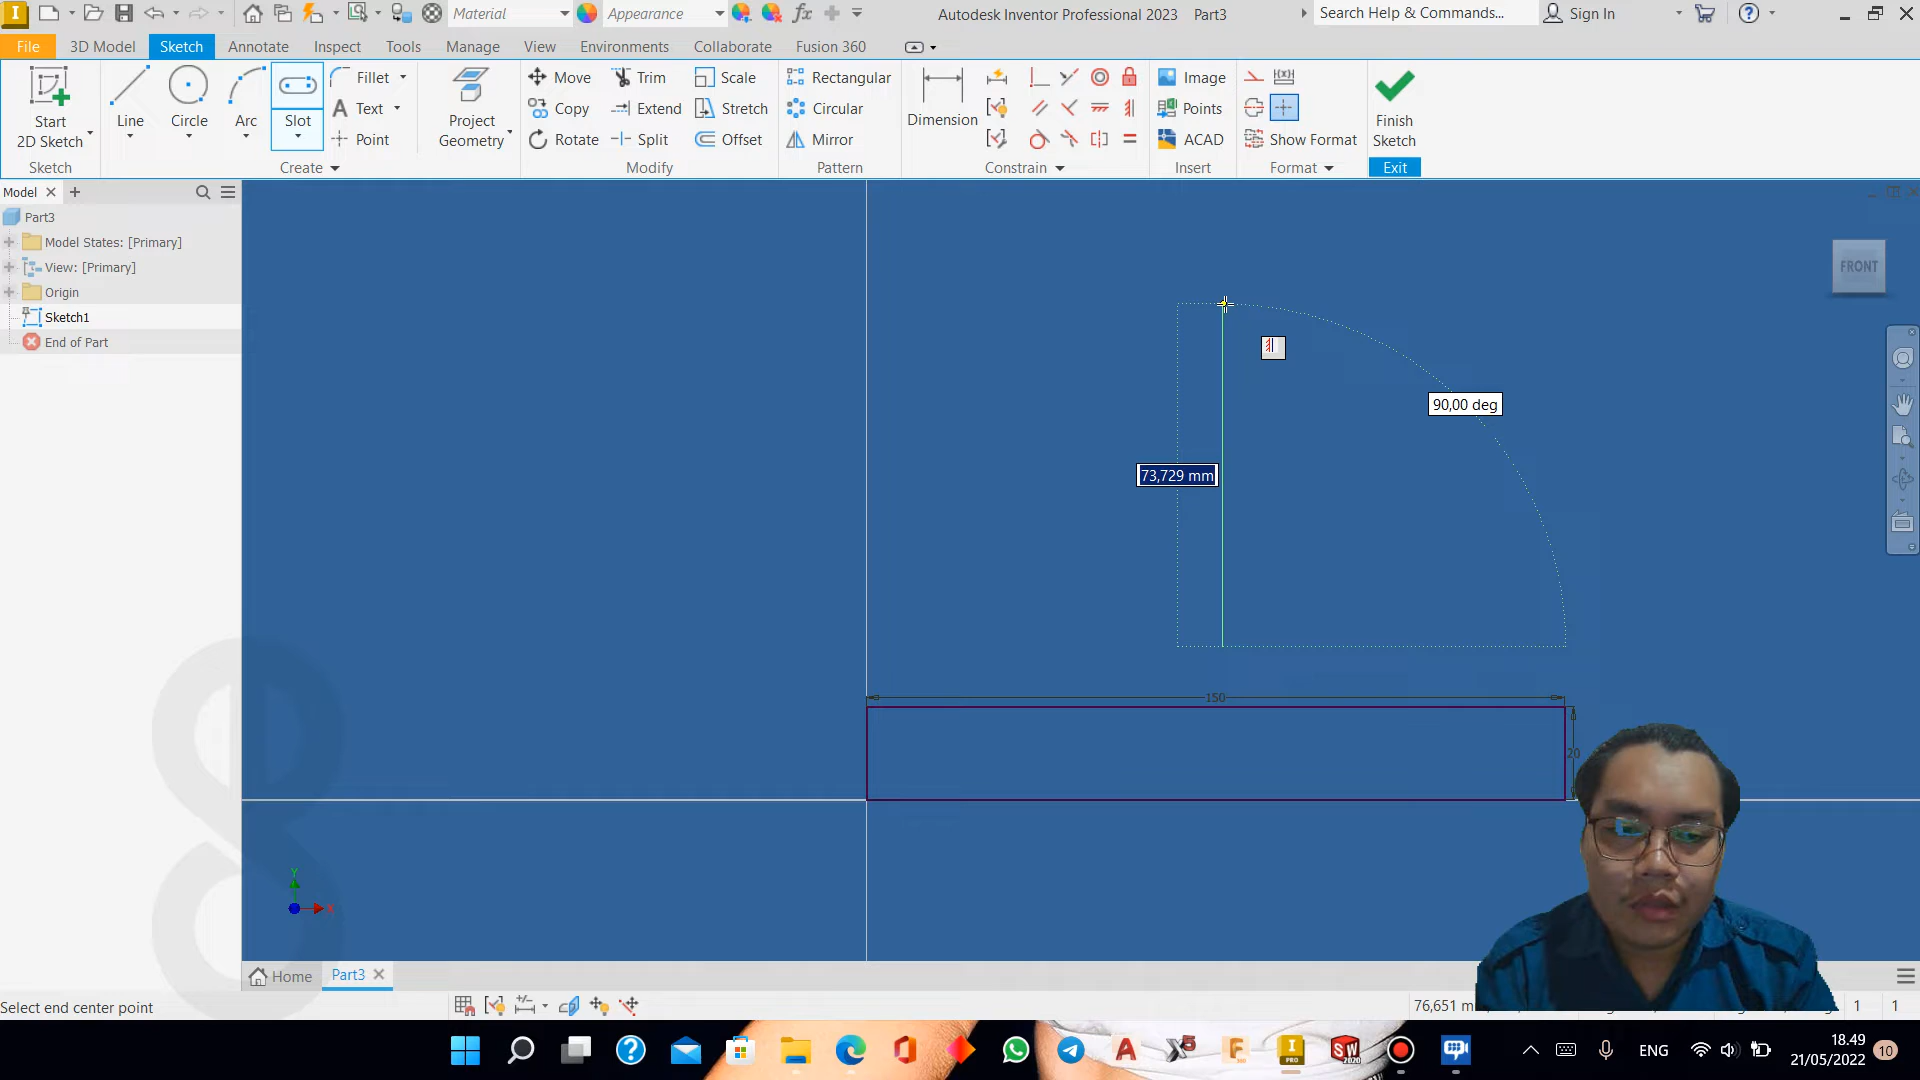 Material
Appearance
fx
Autodesk Inventor Professional 2023 Part3
Search Help & Commands...
Sign In
File 3D Model Sketch Annotate Inspect Tools Manage View Environments Vault Collaborate Fusion 360
Start
2D Sketch
Line
Circle
Arc
Slot
Fillet
Text
Point
Project
Geometry
Move
Copy
Rotate
Trim
Extend
Split
Scale
Stretch
Offset
Rectangular
Circular
Mirror
Dimension
Image
Points
ACAD
Show Format
Finish
Sketch
Sketch
Create
Modify
Pattern
Constrain
Insert
Format
Exit
Model
Part3
Model States: [Primary]
View: [Primary]
Origin
Sketch1
End of Part
FRONT
90,00 deg
73,729 mm
150
20
Y
X
Home
Part3
Select end center point
76,651 m
1
1
ENG
18.49
21/05/2022
10